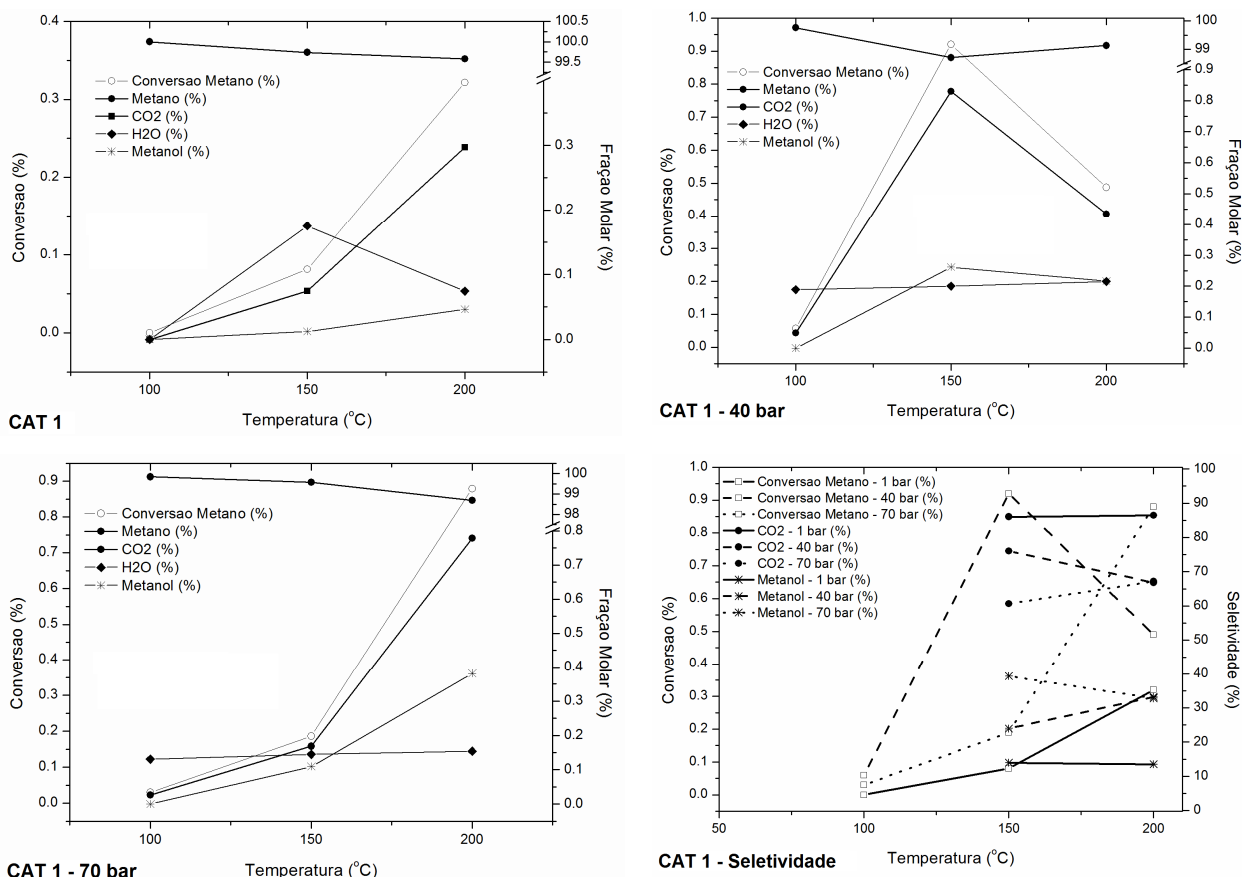 0.4
0.3
0.2
0.1
0.0
Conversao (%)
100.5
100.0
99.5
0.3
0.2
0.1
0.0
Fraçao Molar (%)
Conversao Metano (%)
Metano (%)
CO2 (%)
H2O (%)
Metanol (%)
100
150
200
Temperatura (°C)
CAT 1
1.0
0.9
0.8
0.7
0.6
0.5
0.4
0.3
0.2
0.1
0.0
Conversao (%)
100
99
0.9
0.8
0.7
0.6
0.5
0.4
0.3
0.2
0.1
0.0
Fraçao Molar (%)
Conversao Metano (%)
Metano (%)
CO2 (%)
H2O (%)
Metanol (%)
100
150
200
Temperatura (°C)
CAT 1 - 40 bar
0.9
0.8
0.7
0.6
0.5
0.4
0.3
0.2
0.1
0.0
Conversao (%)
100
99
98
0.8
0.7
0.6
0.5
0.4
0.3
0.2
0.1
0.0
Fraçao Molar (%)
Conversao Metano (%)
Metano (%)
CO2 (%)
H2O (%)
Metanol (%)
100
150
200
Temperatura (°C)
CAT 1 - 70 bar
1.0
0.9
0.8
0.7
0.6
0.5
0.4
0.3
0.2
0.1
0.0
Conversao (%)
100
90
80
70
60
50
40
30
20
10
0
Seletividade (%)
Conversao Metano - 1 bar (%)
Conversao Metano - 40 bar (%)
Conversao Metano - 70 bar (%)
CO2 - 1 bar (%)
CO2 - 40 bar (%)
CO2 - 70 bar (%)
Metanol - 1 bar (%)
Metanol - 40 bar (%)
Metanol - 70 bar (%)
50
100
150
200
Temperatura (°C)
CAT 1 - Seletividade